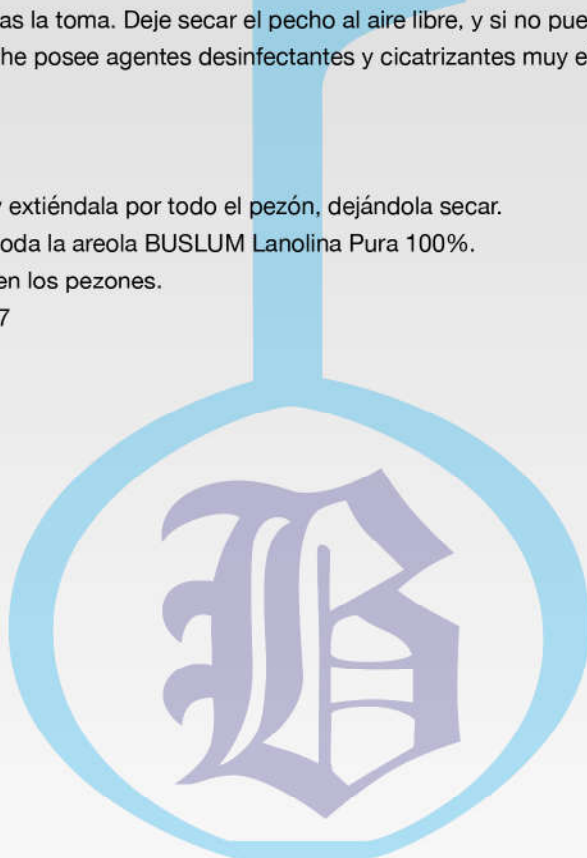 as la toma. Deje secar el pecho al aire libre, y si no pue
he posee agentes desinfectantes y cicatrizantes muy e
extiéndala por todo el pezón, dejándola secar.
oda la areola BUSLUM Lanolina Pura 100%.
en los pezones.
7
B